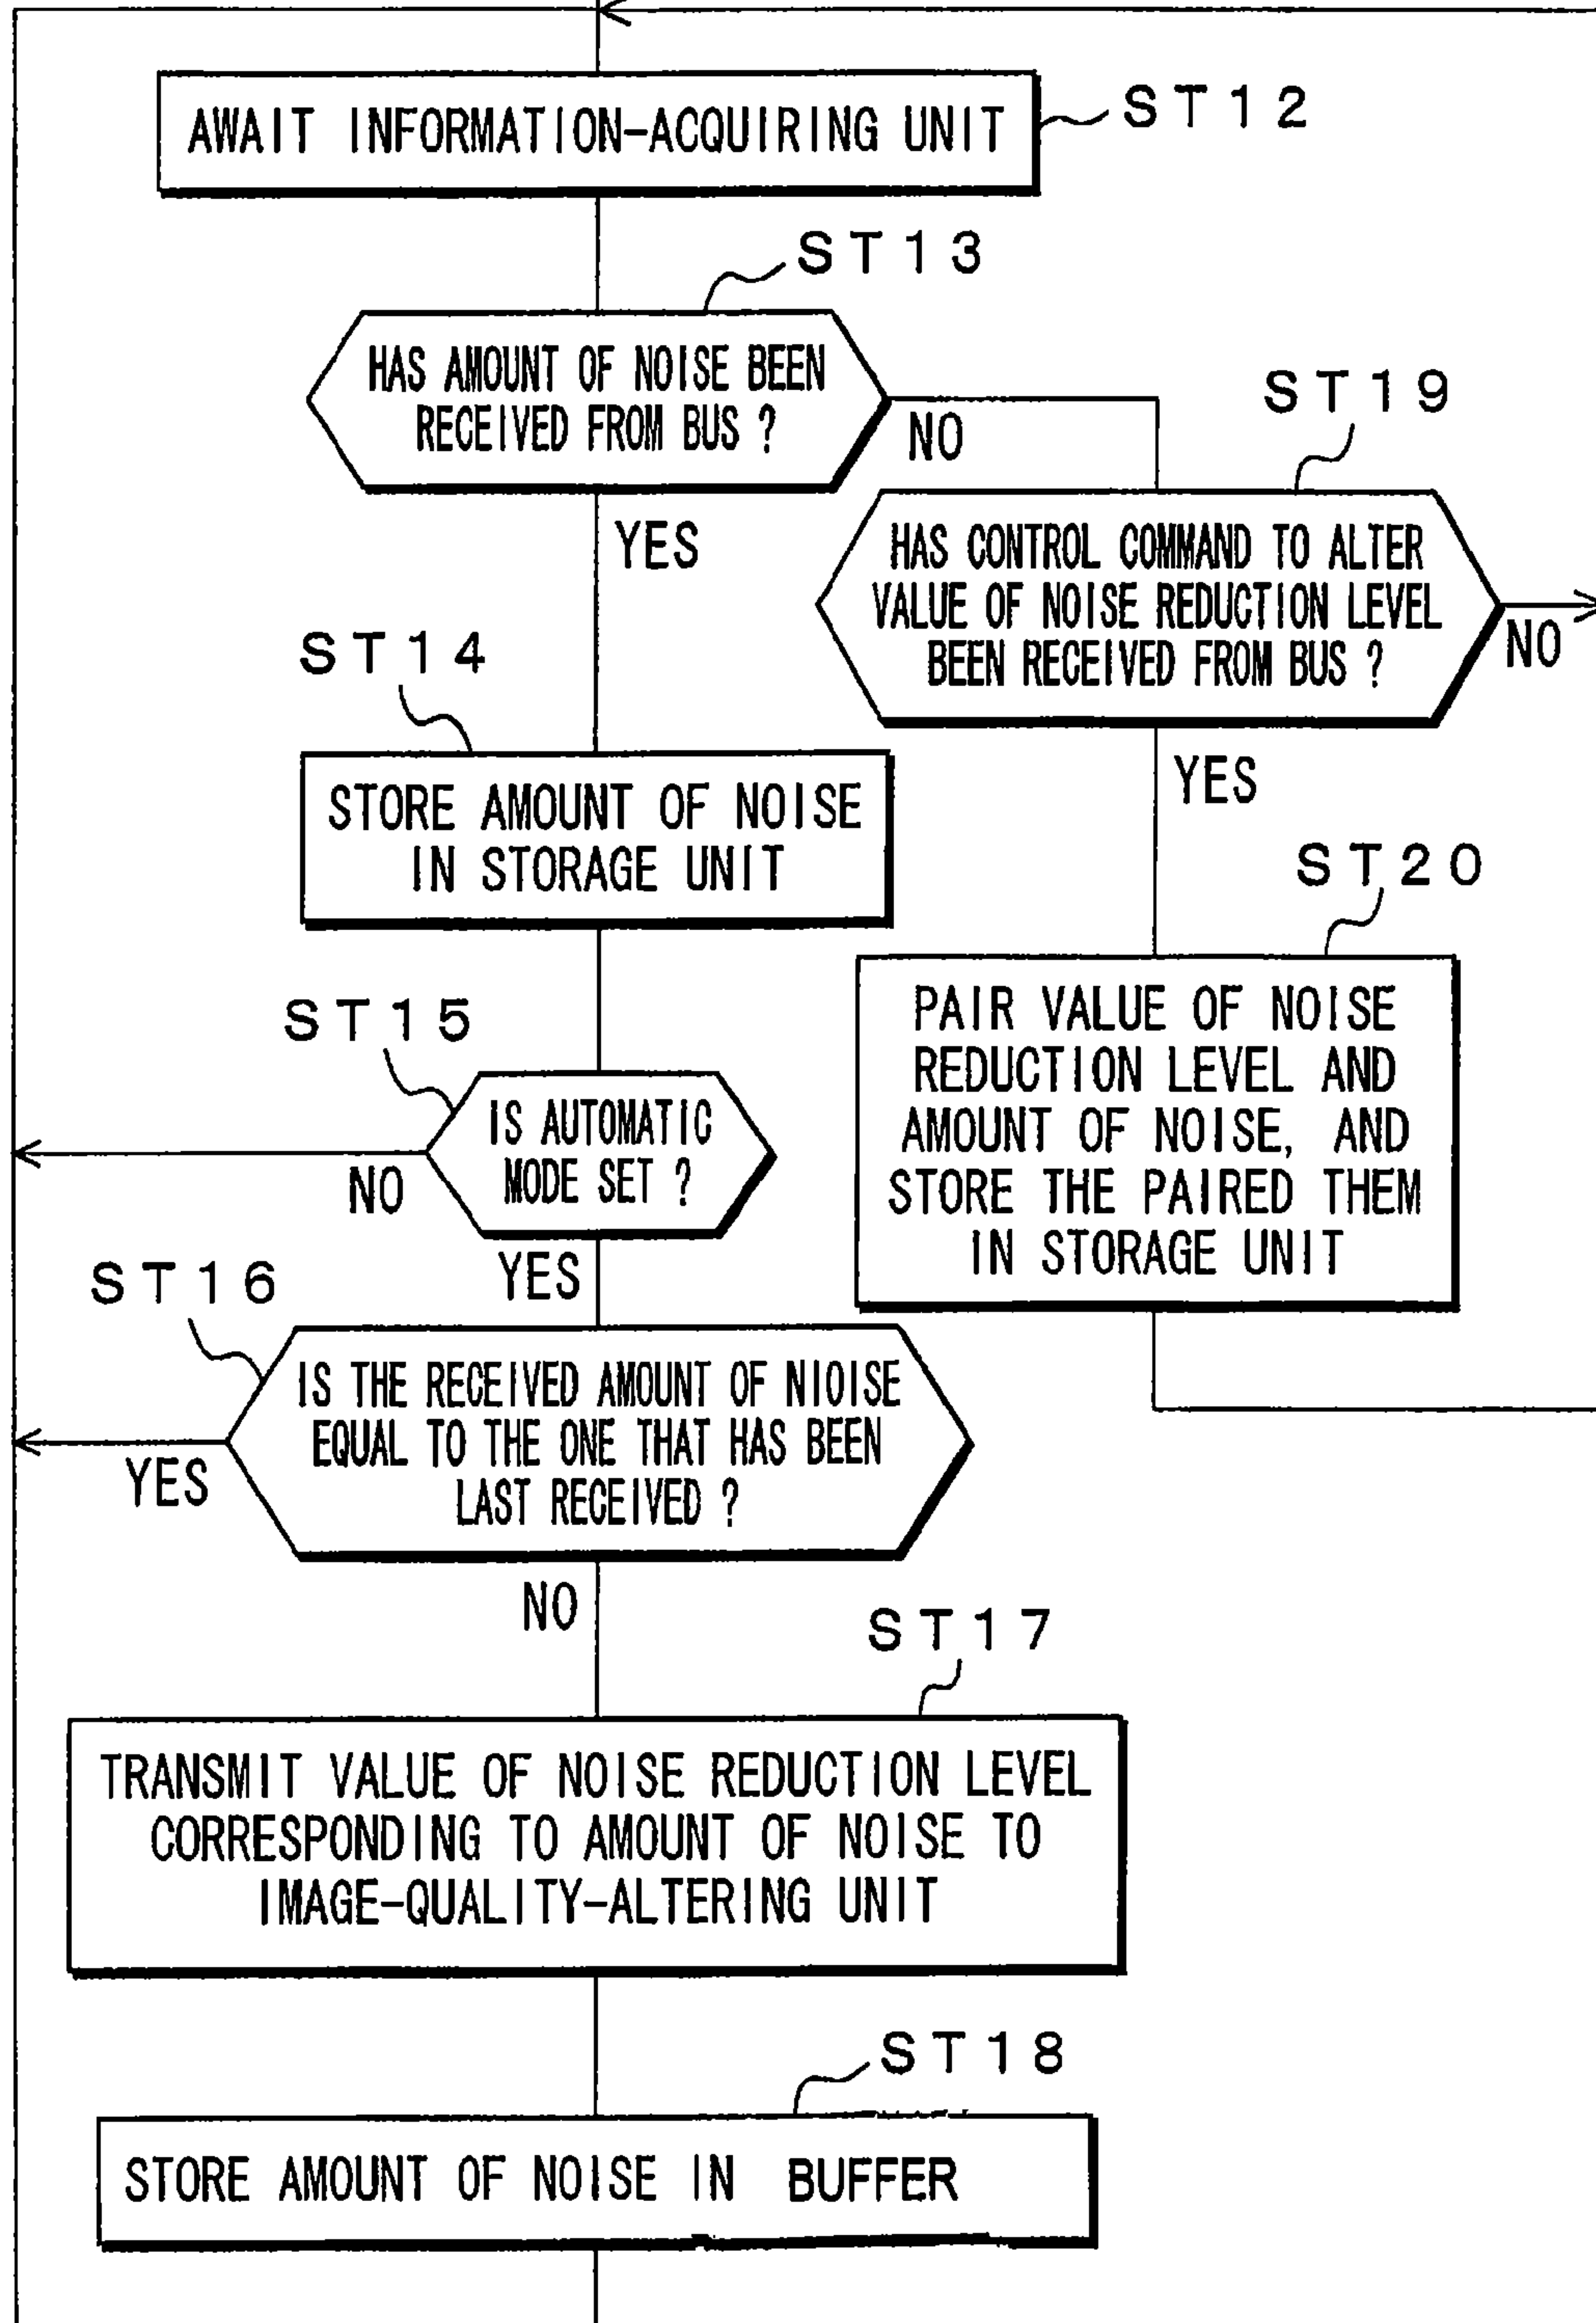 AWAIT INFORMATION-ACQUIRING UNIT
ST12
ST13
HAS AMOUNT OF NOISE BEEN
RECEIVED FROM BUS ?
NO
YES
ST19
HAS CONTROL COMMAND TO ALTER
VALUE OF NOISE REDUCTION LEVEL
BEEN RECEIVED FROM BUS ?
NO
YES
ST14
STORE AMOUNT OF NOISE
IN STORAGE UNIT
ST20
PAIR VALUE OF NOISE
REDUCTION LEVEL AND
AMOUNT OF NOISE, AND
STORE THE PAIRED THEM
IN STORAGE UNIT
ST15
IS AUTOMATIC
MODE SET ?
NO
YES
ST16
IS THE RECEIVED AMOUNT OF NIOISE
EQUAL TO THE ONE THAT HAS BEEN
LAST RECEIVED ?
YES
NO
ST17
TRANSMIT VALUE OF NOISE REDUCTION LEVEL
CORRESPONDING TO AMOUNT OF NOISE TO
IMAGE-QUALITY-ALTERING UNIT
ST18
STORE AMOUNT OF NOISE IN BUFFER